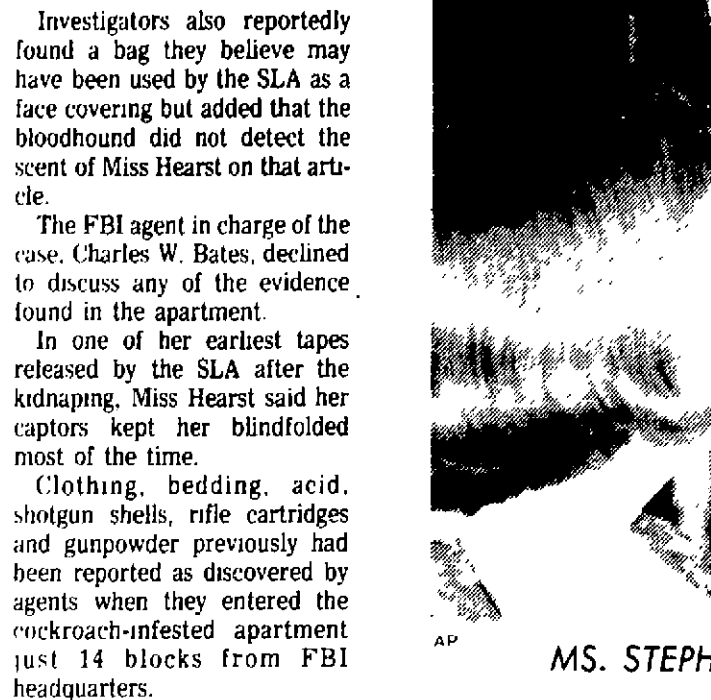 Investigators also reportedly
found a bag they believe may
have been used by the SLA as a
face covering but added that the
bloodhound did not detect the
scent of Miss Hearst on that arti-
cle.
The FBI agent in charge of the
case, Charles W. Bates, declined
to discuss any of the evidence
found in the apartment.
In one of her earliest tapes
released by the SLA after the
kidnaping, Miss Hearst said her
captors kept her blindfolded
most of the time.
Clothing, bedding, acid,
shotgun shells, rifle cartridges
and gunpowder previously had
been reported as discovered by
agents when they entered the
cockroach-infested apartment
just 14 blocks from FBI
headquarters.
AP
MS. STEPH